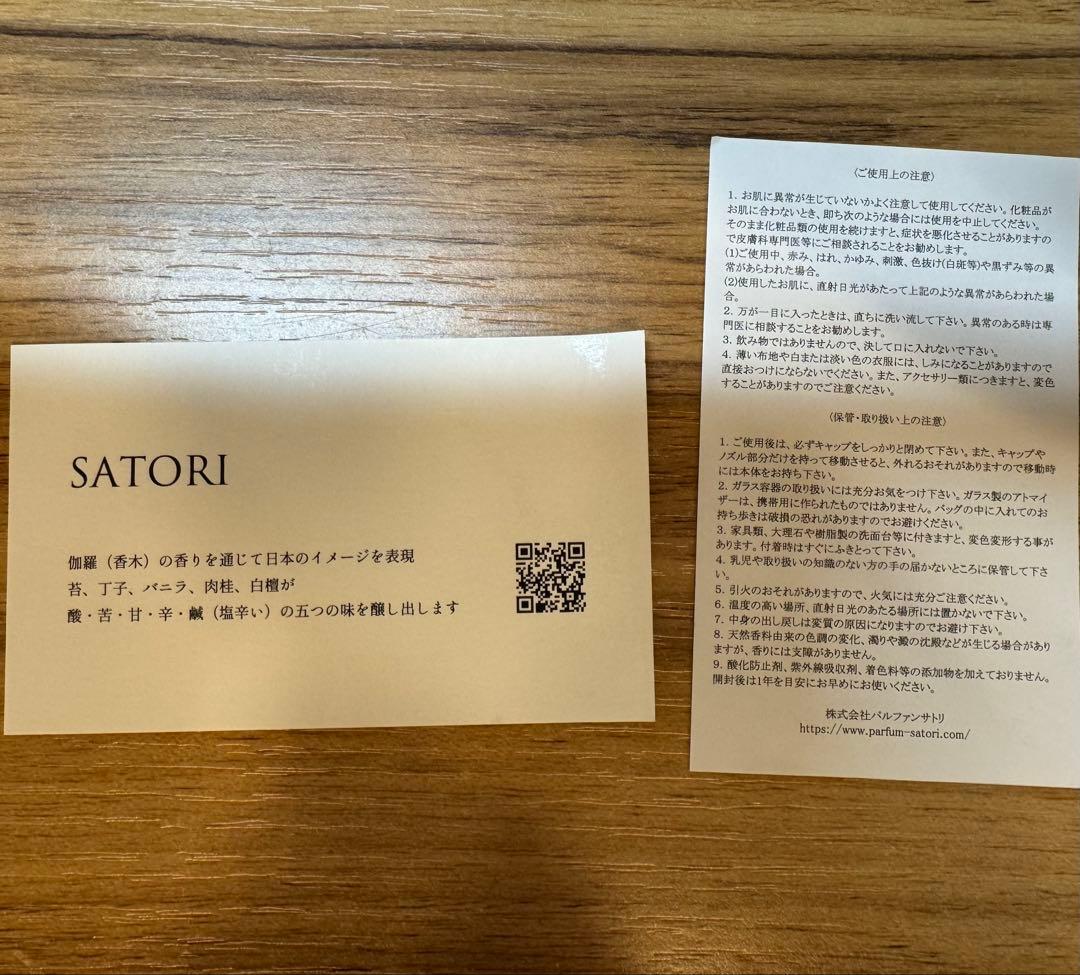 SATORI
伽羅（香木）の香りを通じて日本のイメージを表現
苔、丁子、バニラ、肉桂、白檀が
酸・苦・甘・辛・鹹（塩辛い）の五つの味を醸し出します
〈ご使用上の注意〉
1. お肌に異常が生じていないかよく注意して使用してください。化粧品が
お肌に合わないとき、即ち次のような場合には使用を中止してください。
そのまま化粧品類の使用を続けますと、症状を悪化させることがありますの
で皮膚科専門医等にご相談されることをお勧めします。
(1)ご使用中、赤み、はれ、かゆみ、刺激、色抜け(白斑等)や黒ずみ等の異
常があらわれた場合。
(2)使用したお肌に、直射日光があたって上記のような異常があらわれた場
合。
2. 万が一目に入ったときは、直ちに洗い流して下さい。異常のある時は専
門医に相談することをお勧めします。
3. 飲み物ではありませんので、決して口に入れないで下さい。
4. 薄い布地や白または淡い色の衣服には、しみになることがありますので
直接おつけにならないでください。また、アクセサリー類につきますと、変色
することがありますのでご注意ください。
〈保管・取り扱い上の注意〉
1. ご使用後は、必ずキャップをしっかりと閉めて下さい。また、キャップや
ノズル部分だけを持って移動させると、外れるおそれがありますので移動時
には本体をお持ち下さい。
2. ガラス容器の取り扱いには充分お気をつけ下さい。ガラス製のアトマイ
ザーは、携帯用に作られたものではありません。バッグの中に入れてのお
持ち歩きは破損の恐れがありますのでお避けください。
3. 家具類、大理石や樹脂製の洗面台等に付きますと、変色変形する事が
あります。付着時はすぐにふきとって下さい。
4. 乳児や取り扱いの知識のない方の手の届かないところに保管して下さ
い。
5. 引火のおそれがありますので、火気には充分ご注意ください。
6. 温度の高い場所、直射日光のあたる場所には置かないで下さい。
7. 中身の出し戻しは変質の原因になりますのでお避け下さい。
8. 天然香料由来の色調の変化、濁りや澱の沈殿などが生じる場合があり
ますが、香りには支障がありません。
9. 酸化防止剤、紫外線吸収剤、着色料等の添加物を加えておりません。
開封後は1年を目安にお早めにお使いください。
株式会社パルファンサトリ
https://www.parfum-satori.com/